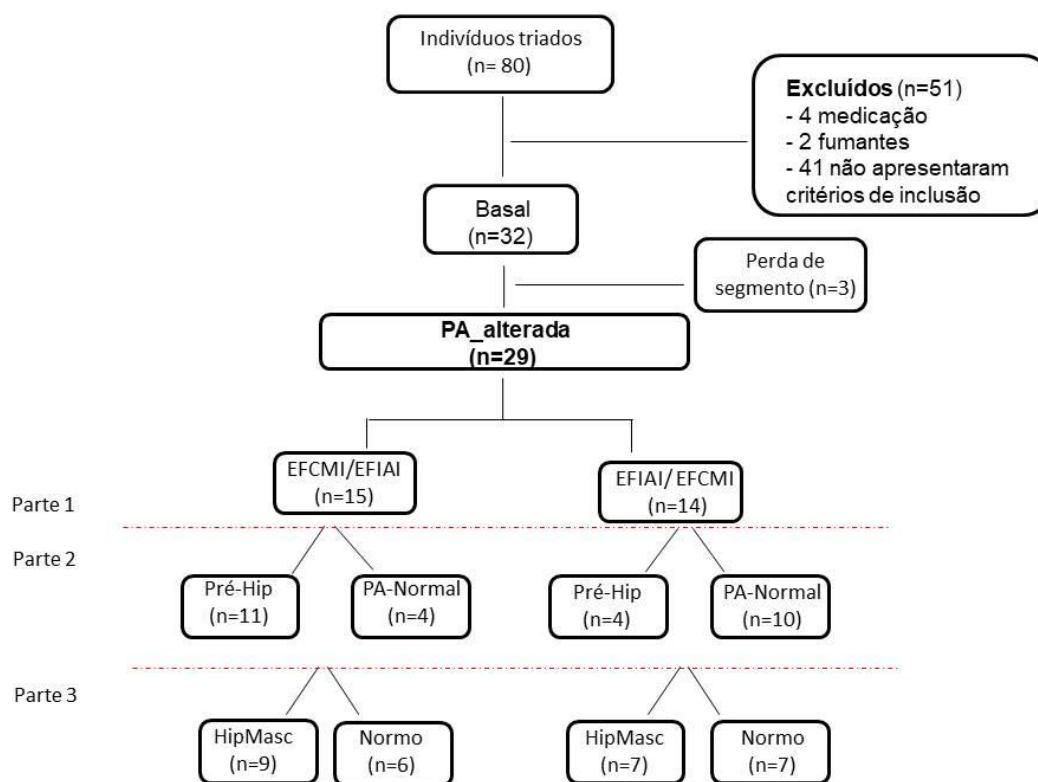 Indivíduos triados
(n= 80)
Excluídos (n=51)
- 4 medicação
- 2 fumantes
- 41 não apresentaram
critérios de inclusão
Basal
(n=32)
Perda de
segmento (n=3)
PA_alterada
(n=29)
EFCMI/EFIAI
(n=15)
EFIAI/ EFCMI
(n=14)
Parte 1
Parte 2
Pré-Hip
(n=11)
PA-Normal
(n=4)
Pré-Hip
(n=4)
PA-Normal
(n=10)
Parte 3
HipMasc
(n=9)
Normo
(n=6)
HipMasc
(n=7)
Normo
(n=7)